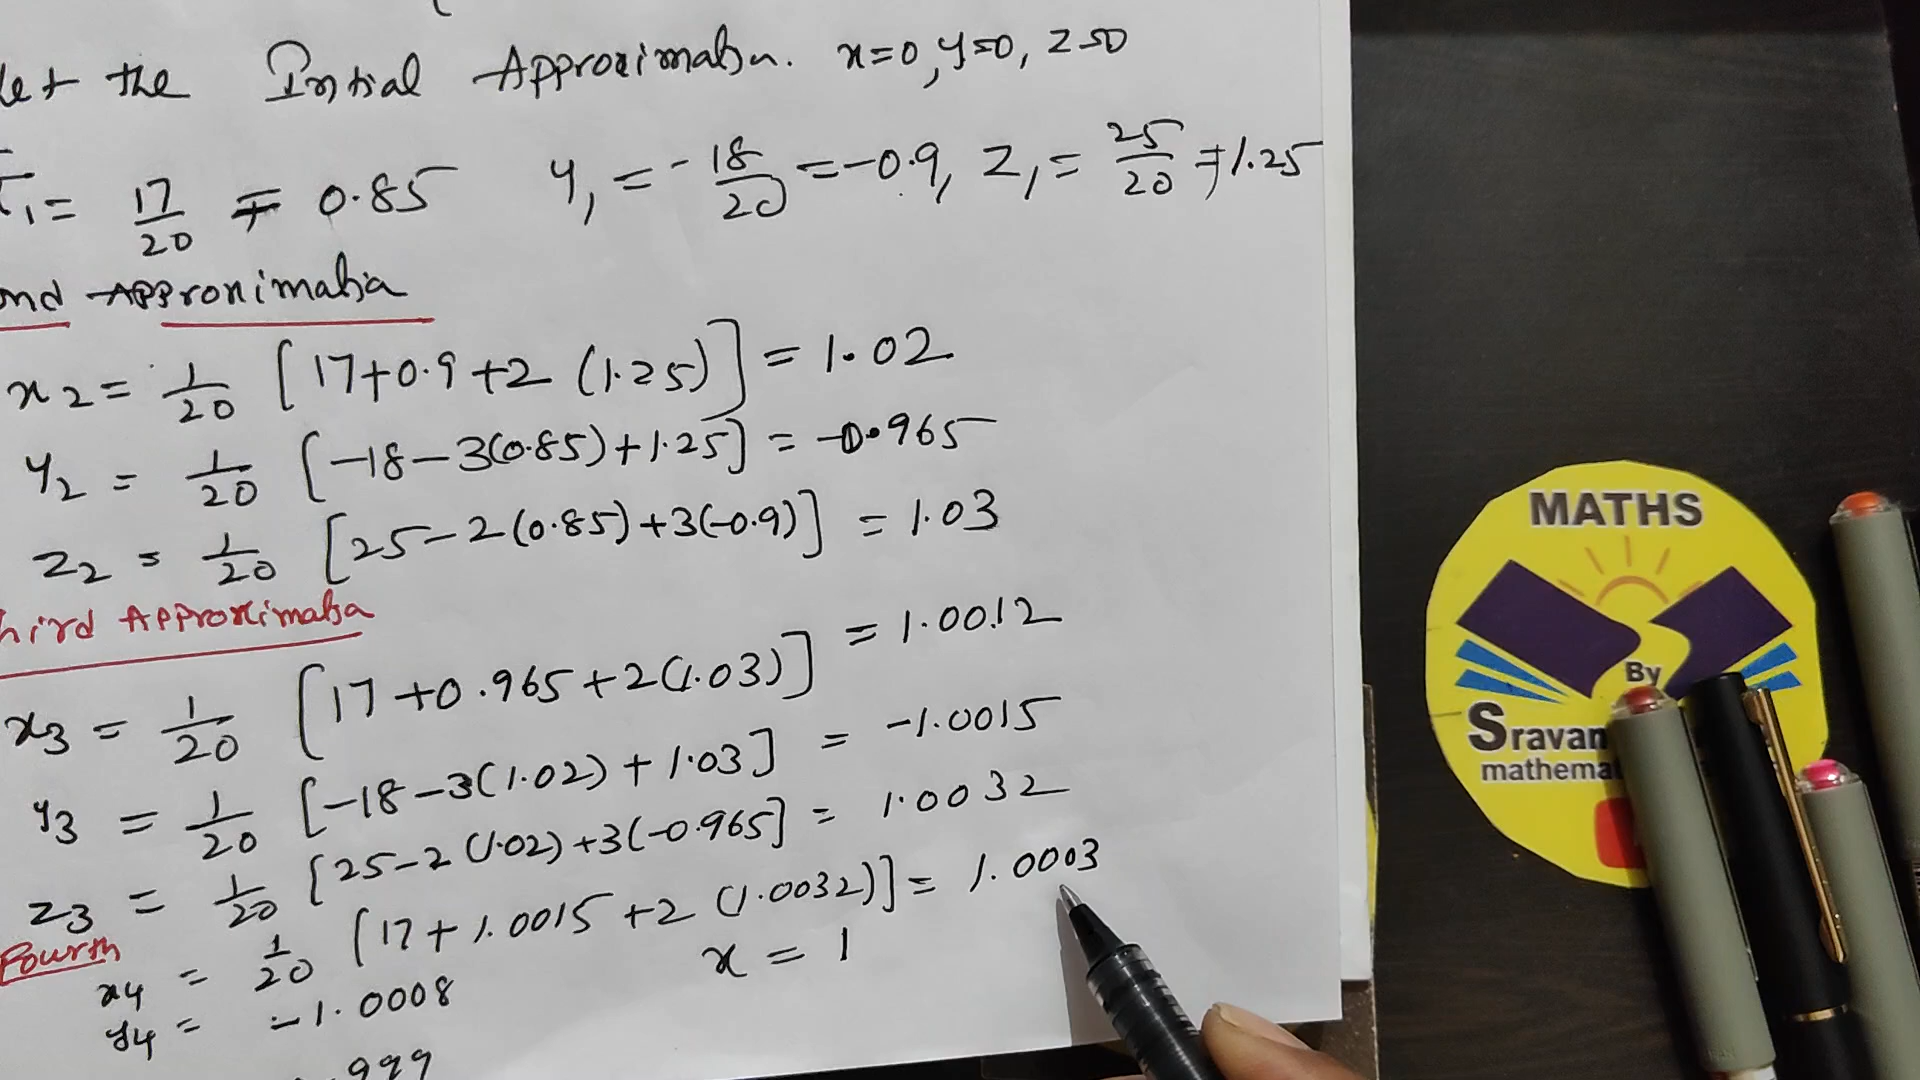 let the Initial Approximation. x=0, y=0, z=0
x₁ = 17/20 = 0.85 y₁ = -18/20 = -0.9, z₁ = 25/20 = 1.25
ond Approximation
x₂ = 1/20 [17+0.9+2 (1.25)] = 1.02
y₂ = 1/20 [-18-3(0.85)+1.25] = -0.965
z₂ = 1/20 [25-2(0.85)+3(-0.9)] = 1.03
hird Approximation
x₃ = 1/20 [17+0.965+2(1.03)] = 1.0012
y₃ = 1/20 [-18-3(1.02)+1.03] = -1.0015
z₃ = 1/20 [25-2(1.02)+3(-0.965] = 1.0032
Fourth
x₄ = 1/20 [17+1.0015+2 (1.0032)] = 1.0003
y₄ = -1.0008 x = 1
.999
MATHS
By
Sravan
mathema